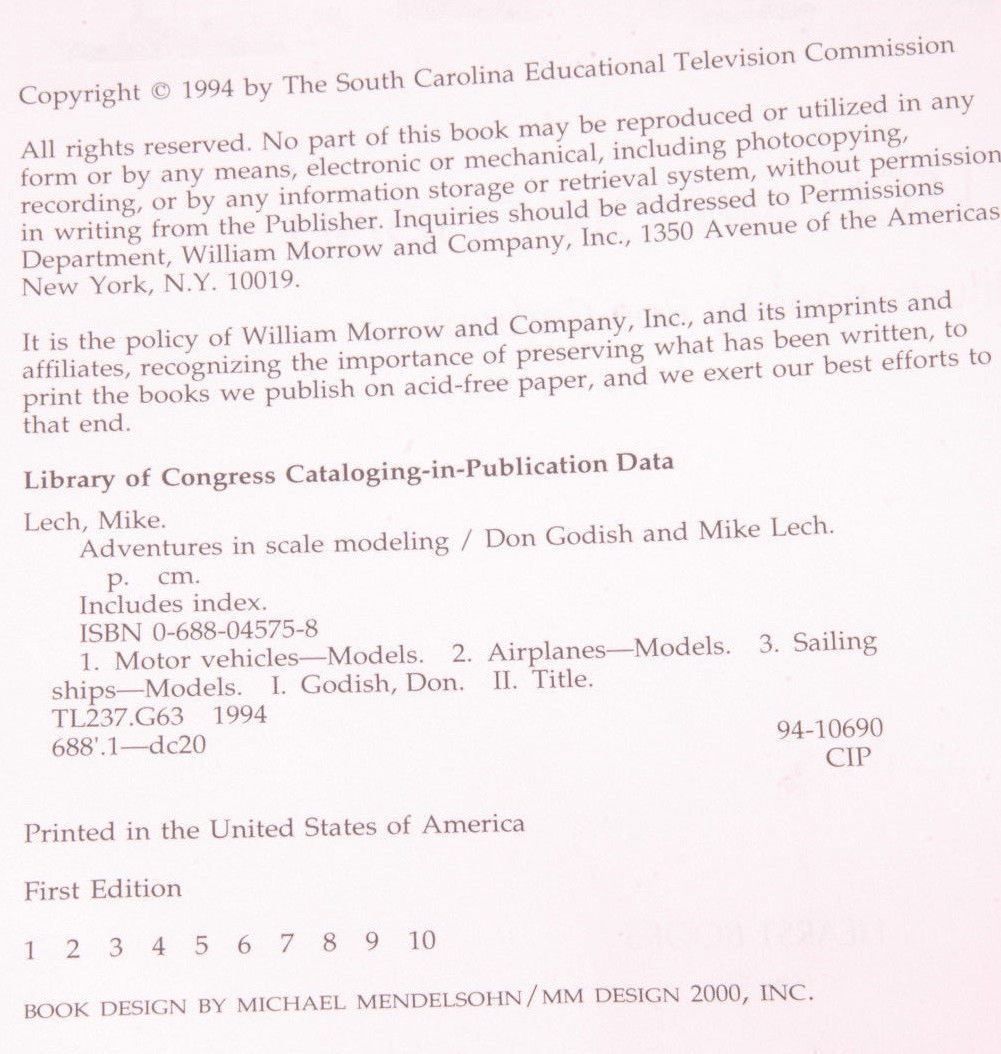 Copyright © 1994 by The South Carolina Educational Television Commission
All rights reserved. No part of this book may be reproduced or utilized in any
form or by any means, electronic or mechanical, including photocopying,
recording, or by any information storage or retrieval system, without permission
in writing from the Publisher. Inquiries should be addressed to Permissions
Department, William Morrow and Company, Inc., 1350 Avenue of the Americas
New York, N.Y. 10019.
It is the policy of William Morrow and Company, Inc., and its imprints and
affiliates, recognizing the importance of preserving what has been written, to
print the books we publish on acid-free paper, and we exert our best efforts to
that end.
Library of Congress Cataloging-in-Publication Data
Lech, Mike.
Adventures in scale modeling / Don Godish and Mike Lech.
p. cm.
Includes index.
ISBN 0-688-04575-8
1. Motor vehicles—Models. 2. Airplanes—Models. 3. Sailing
ships—Models. I. Godish, Don. II. Title.
TL237.G63 1994
688'.1—dc20 94-10690
CIP
Printed in the United States of America
First Edition
1 2 3 4 5 6 7 8 9 10
BOOK DESIGN BY MICHAEL MENDELSOHN/MM DESIGN 2000, INC.